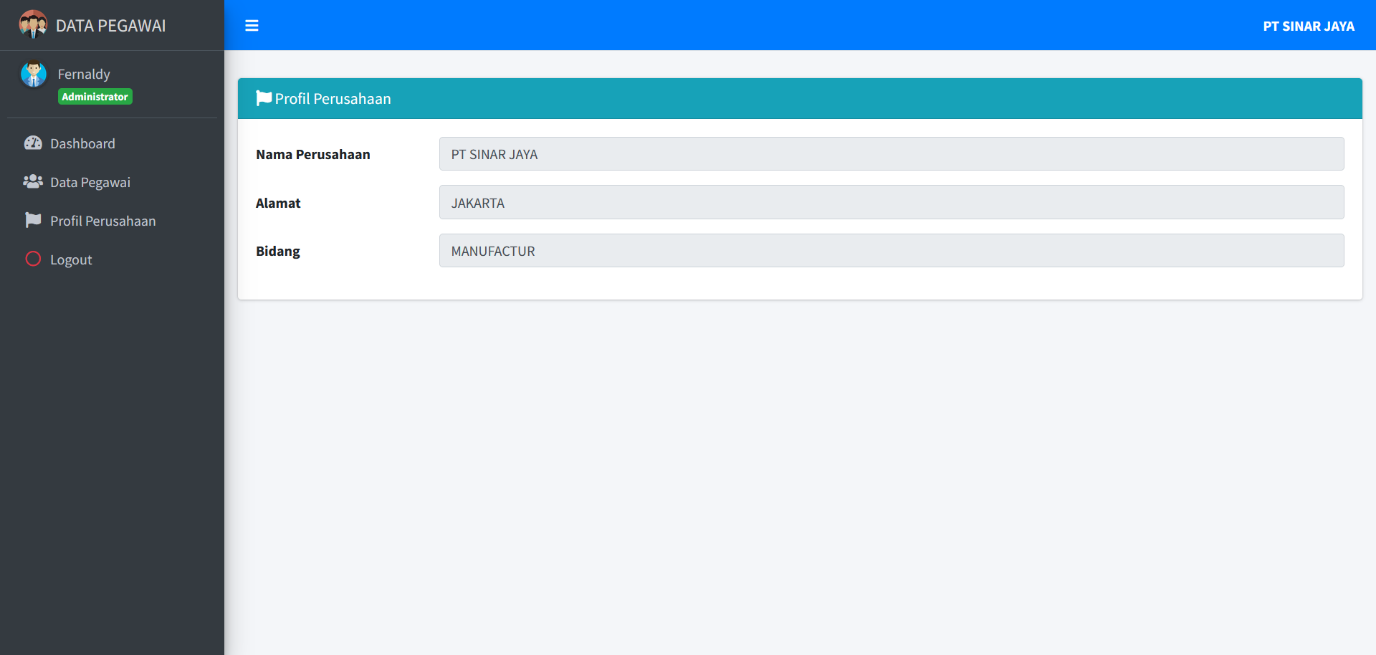 DATA PEGAWAI
PT SINAR JAYA
Fernaldy
Administrator
Dashboard
Data Pegawai
Profil Perusahaan
Logout
Profil Perusahaan
Nama Perusahaan PT SINAR JAYA
Alamat JAKARTA
Bidang MANUFACTUR